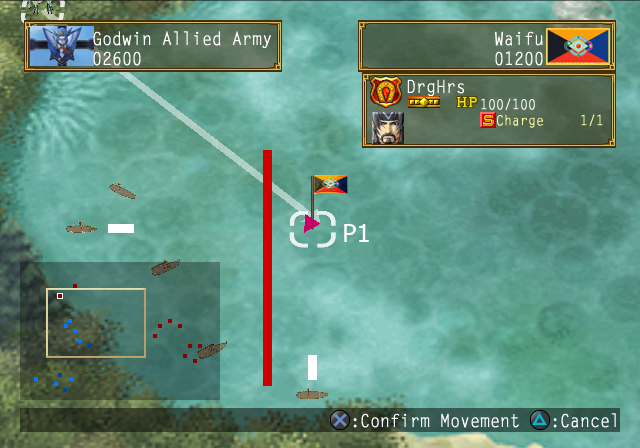 Godwin Allied Army
02600
Waifu
01200
DrgHrs
HP 100/100
S Charge 1/1
P1
:Confirm Movement :Cancel